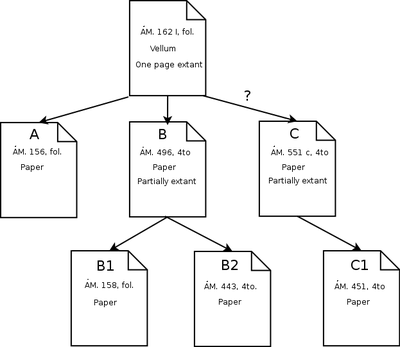 ÁM. 162 I, fol.
Vellum
One page extant
?
A
ÁM. 156, fol.
Paper
B
ÁM. 496, 4to
Paper
Partially extant
C
ÁM. 551 c, 4to
Paper
Partially extant
B1
ÁM. 158, fol.
Paper
B2
ÁM. 443, 4to.
Paper
C1
ÁM. 451, 4to
Paper